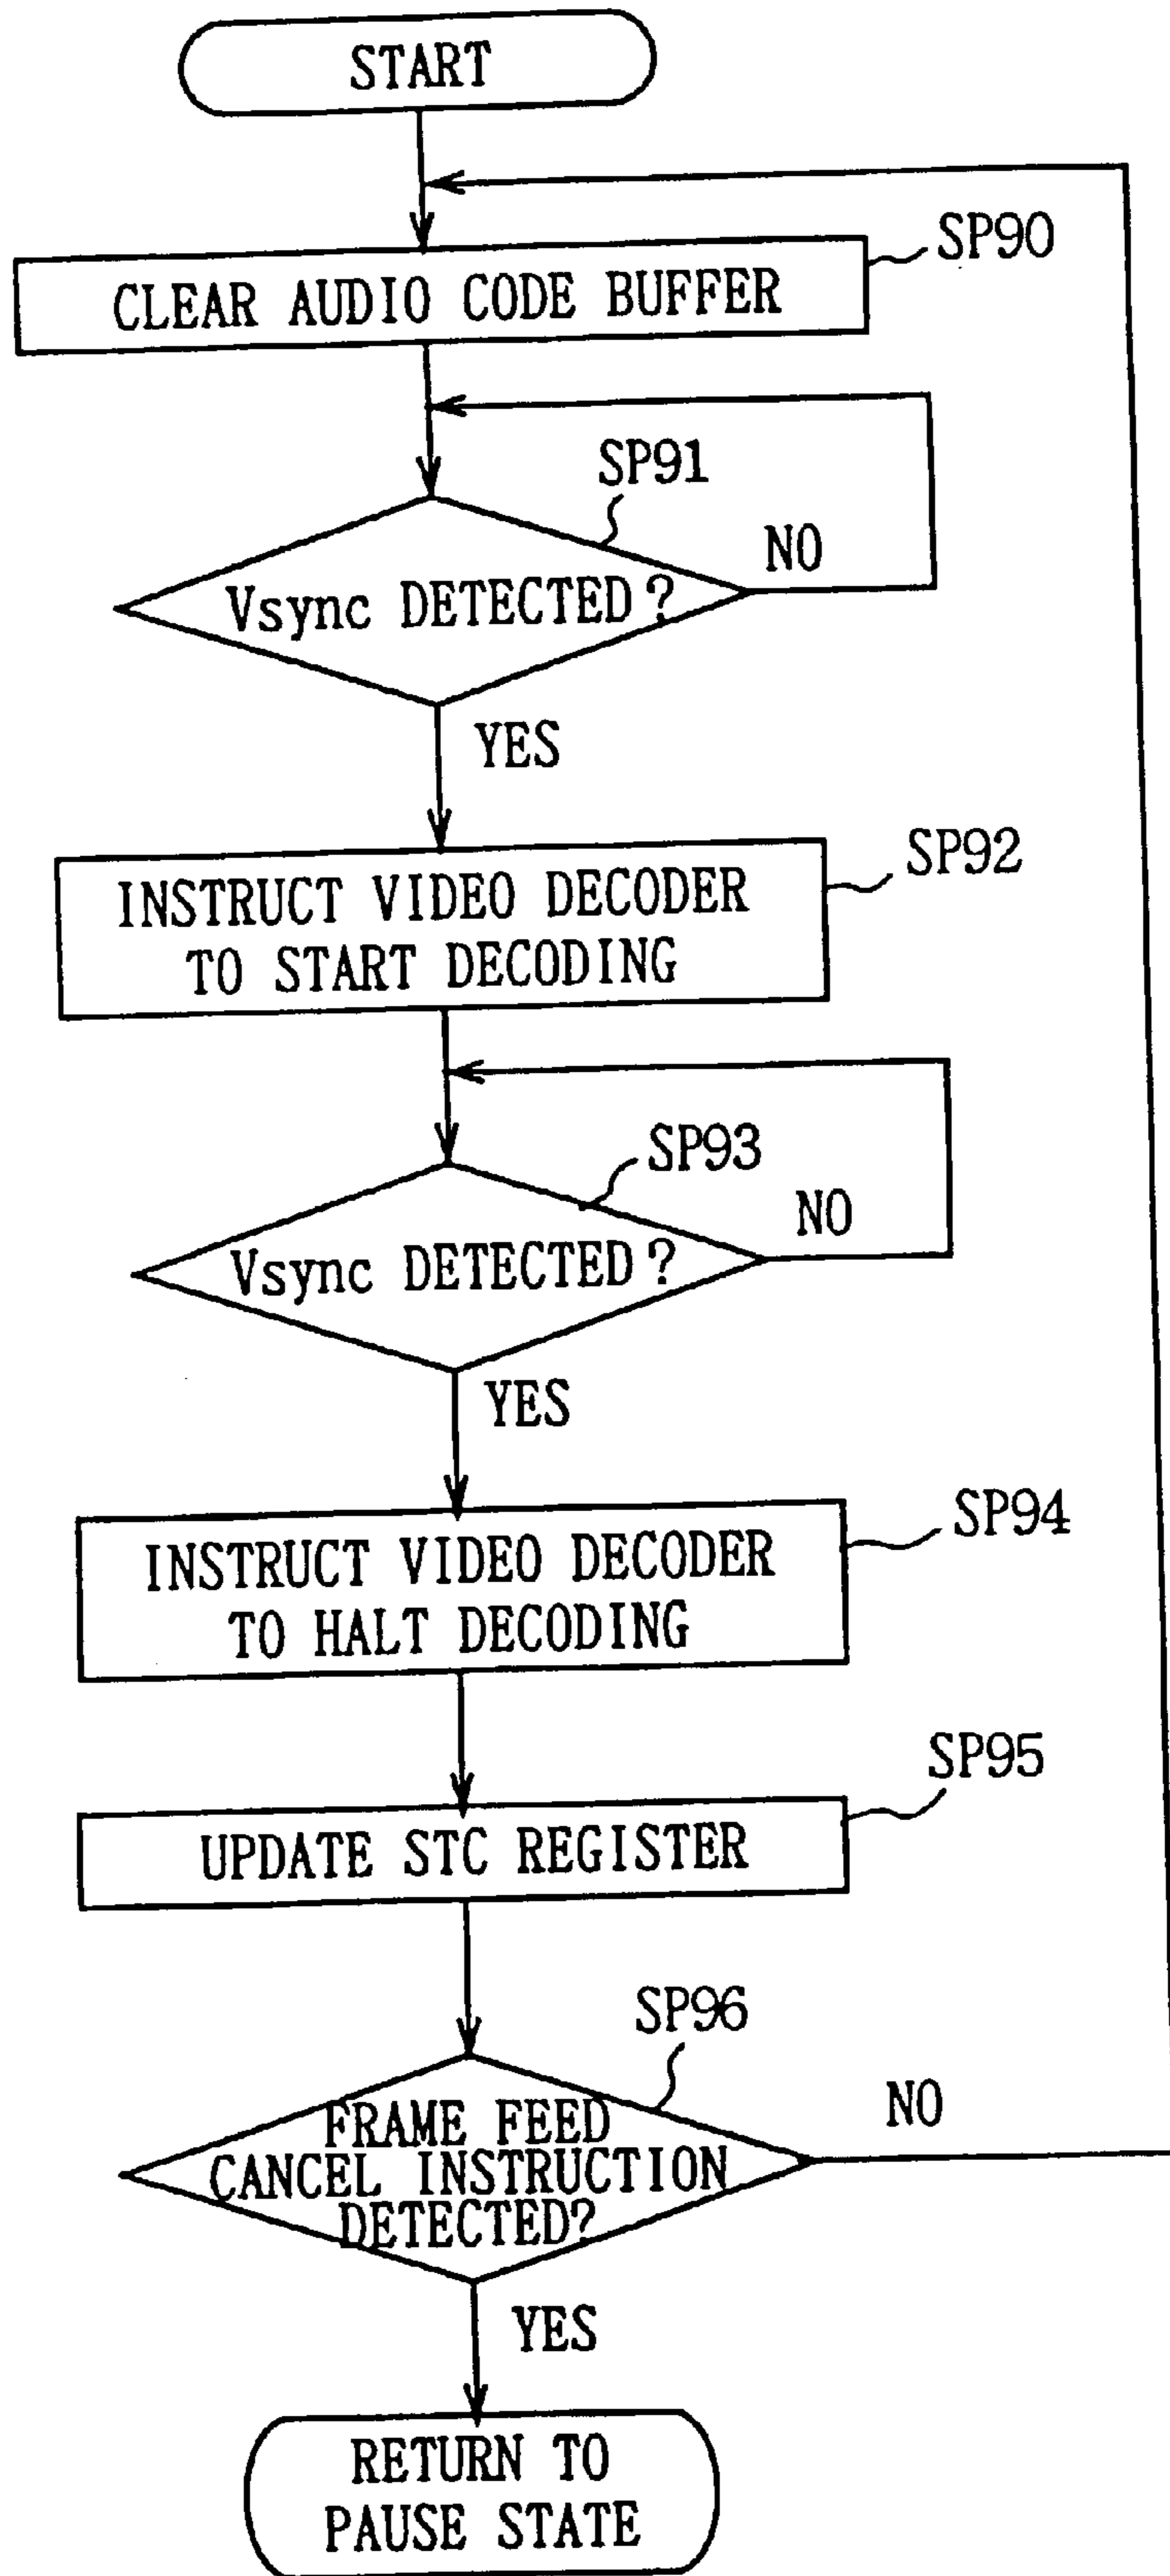 START
SP90
CLEAR AUDIO CODE BUFFER
SP91
NO
Vsync DETECTED?
YES
SP92
INSTRUCT VIDEO DECODER
TO START DECODING
SP93
NO
Vsync DETECTED?
YES
SP94
INSTRUCT VIDEO DECODER
TO HALT DECODING
SP95
UPDATE STC REGISTER
SP96
NO
FRAME FEED
CANCEL INSTRUCTION
DETECTED?
YES
RETURN TO
PAUSE STATE